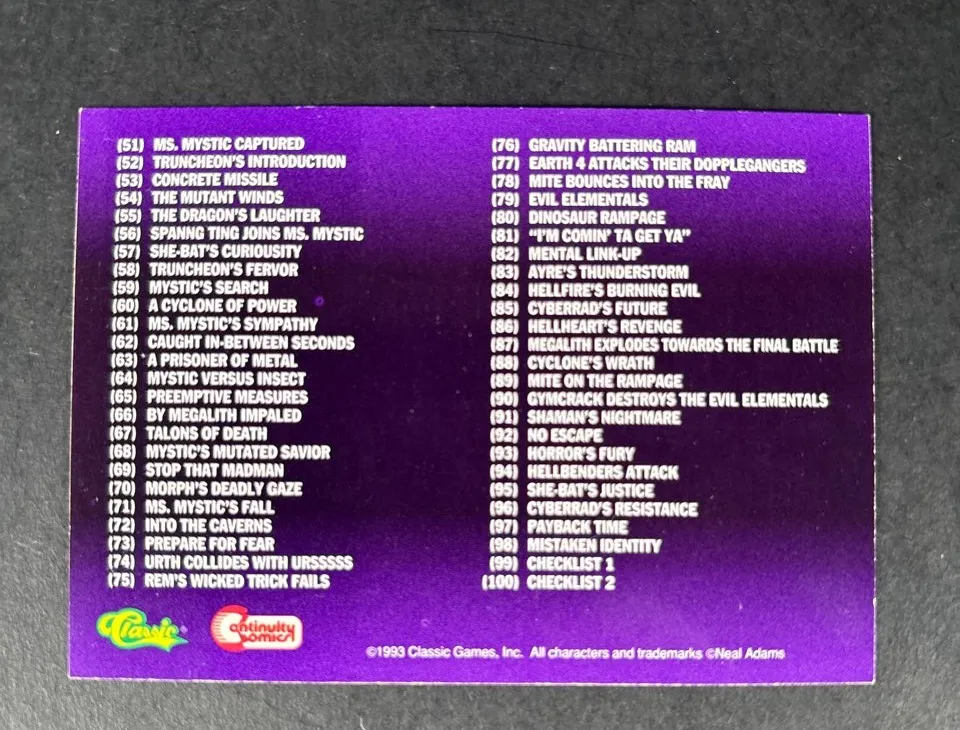 (51) MS. MYSTIC CAPTURED
(52) TRUNCHEON'S INTRODUCTION
(53) CONCRETE MISSILE
(54) THE MUTANT WINDS
(55) THE DRAGON'S LAUGHTER
(56) SPANNG TING JOINS MS. MYSTIC
(57) SHE-BAT'S CURIOUSITY
(58) TRUNCHEON'S FERVOR
(59) MYSTIC'S SEARCH
(60) A CYCLONE OF POWER
(61) MS. MYSTIC'S SYMPATHY
(62) CAUGHT IN-BETWEEN SECONDS
(63) A PRISONER OF METAL
(64) MYSTIC VERSUS INSECT
(65) PREEMPTIVE MEASURES
(66) BY MEGALITH IMPALED
(67) TALONS OF DEATH
(68) MYSTIC'S MUTATED SAVIOR
(69) STOP THAT MADMAN
(70) MORPH'S DEADLY GAZE
(71) MS. MYSTIC'S FALL
(72) INTO THE CAVERNS
(73) PREPARE FOR FEAR
(74) URTH COLLIDES WITH URSSSSS
(75) REM'S WICKED TRICK FAILS
(76) GRAVITY BATTERING RAM
(77) EARTH 4 ATTACKS THEIR DOPPLEGANGERS
(78) MITE BOUNCES INTO THE FRAY
(79) EVIL ELEMENTALS
(80) DINOSAUR RAMPAGE
(81) "I'M COMIN' TA GET YA"
(82) MENTAL LINK-UP
(83) AYRE'S THUNDERSTORM
(84) HELLFIRE'S BURNING EVIL
(85) CYBERRAD'S FUTURE
(86) HELLHEART'S REVENGE
(87) MEGALITH EXPLODES TOWARDS THE FINAL BATTLE
(88) CYCLONE'S WRATH
(89) MITE ON THE RAMPAGE
(90) GYMCRACK DESTROYS THE EVIL ELEMENTALS
(91) SHAMAN'S NIGHTMARE
(92) NO ESCAPE
(93) HORROR'S FURY
(94) HELLBENDERS ATTACK
(95) SHE-BAT'S JUSTICE
(96) CYBERRAD'S RESISTANCE
(97) PAYBACK TIME
(98) MISTAKEN IDENTITY
(99) CHECKLIST 1
(100) CHECKLIST 2
Classic®
Continuity
Comics
©1993 Classic Games, Inc. All characters and trademarks ©Neal Adams